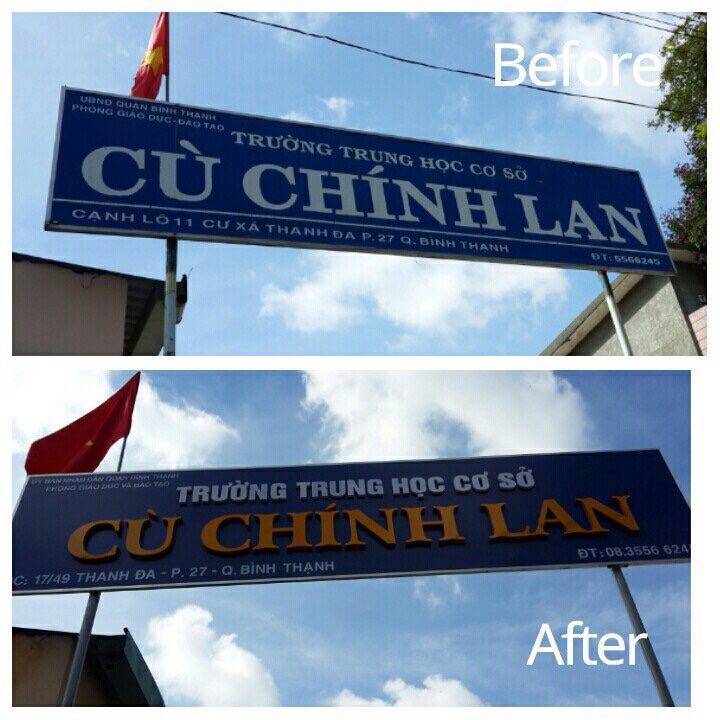 Before
UBND QUẬN BÌNH THẠNH
PHÒNG GIÁO DỤC-ĐÀO TẠO
TRƯỜNG TRUNG HỌC CƠ SỞ
CÙ CHÍNH LAN
CẠNH LÔ 11 CƯ XÁ THANH ĐA P. 27 Q. BÌNH THẠNH
ĐT: 5566245
ỦY BAN NHÂN DÂN QUẬN BÌNH THẠNH
PHÒNG GIÁO DỤC VÀ ĐÀO TẠO
TRƯỜNG TRUNG HỌC CƠ SỞ
CÙ CHÍNH LAN
C: 17/49 THANH ĐA - P. 27 - Q. BÌNH THẠNH
ĐT: 08.3556 624
After